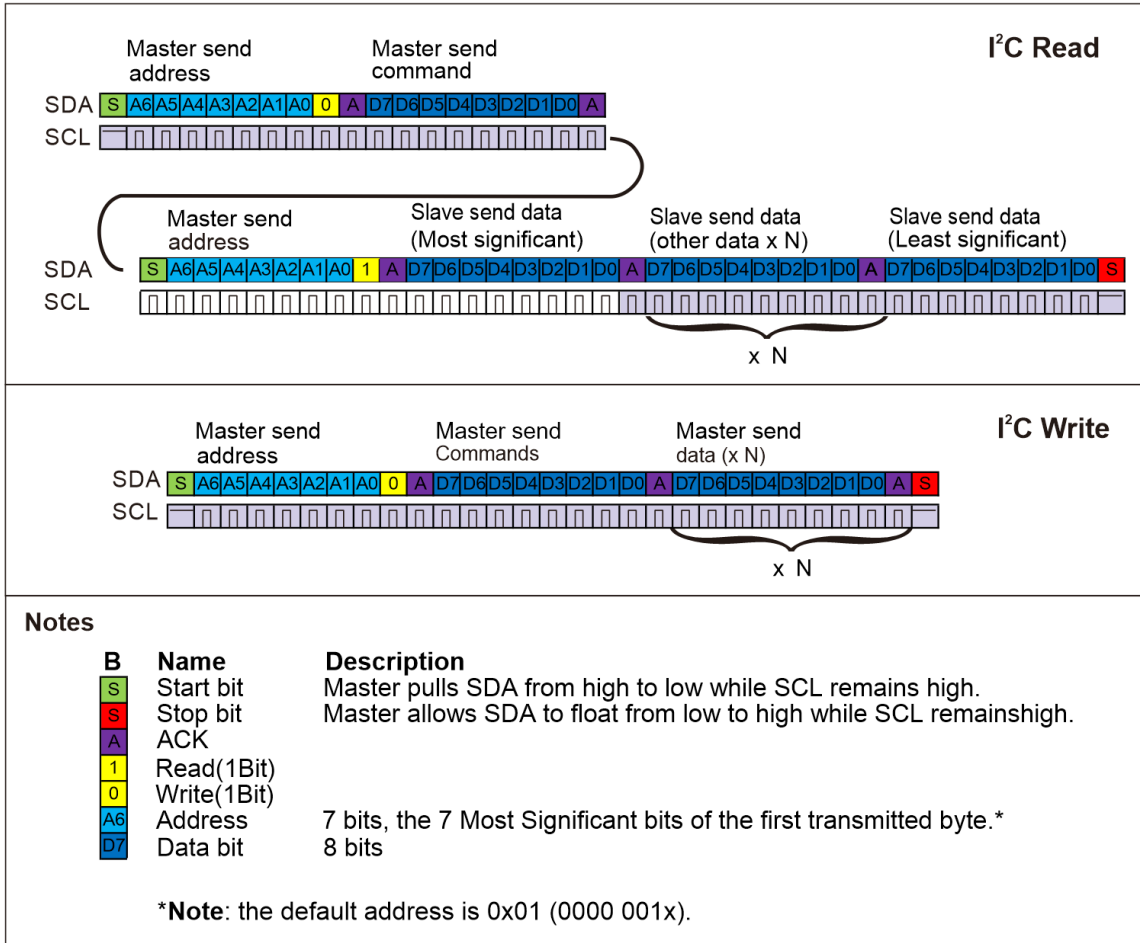 I²C Read
Master send
address
Master send
command
SDA S A6 A5 A4 A3 A2 A1 A0 0 A D7 D6 D5 D4 D3 D2 D1 D0 A
SCL
Master send
address
Slave send data
(Most significant)
Slave send data
(other data x N)
Slave send data
(Least significant)
SDA S A6 A5 A4 A3 A2 A1 A0 1 A D7 D6 D5 D4 D3 D2 D1 D0 A D7 D6 D5 D4 D3 D2 D1 D0 A D7 D6 D5 D4 D3 D2 D1 D0 S
SCL
x N
I²C Write
Master send
address
Master send
Commands
Master send
data (x N)
SDA S A6 A5 A4 A3 A2 A1 A0 0 A D7 D6 D5 D4 D3 D2 D1 D0 A D7 D6 D5 D4 D3 D2 D1 D0 A S
SCL
x N
Notes
B Name Description
S Start bit Master pulls SDA from high to low while SCL remains high.
S Stop bit Master allows SDA to float from low to high while SCL remainshigh.
A ACK
1 Read(1Bit)
0 Write(1Bit)
A6 Address 7 bits, the 7 Most Significant bits of the first transmitted byte.*
D7 Data bit 8 bits
*Note: the default address is 0x01 (0000 001x).